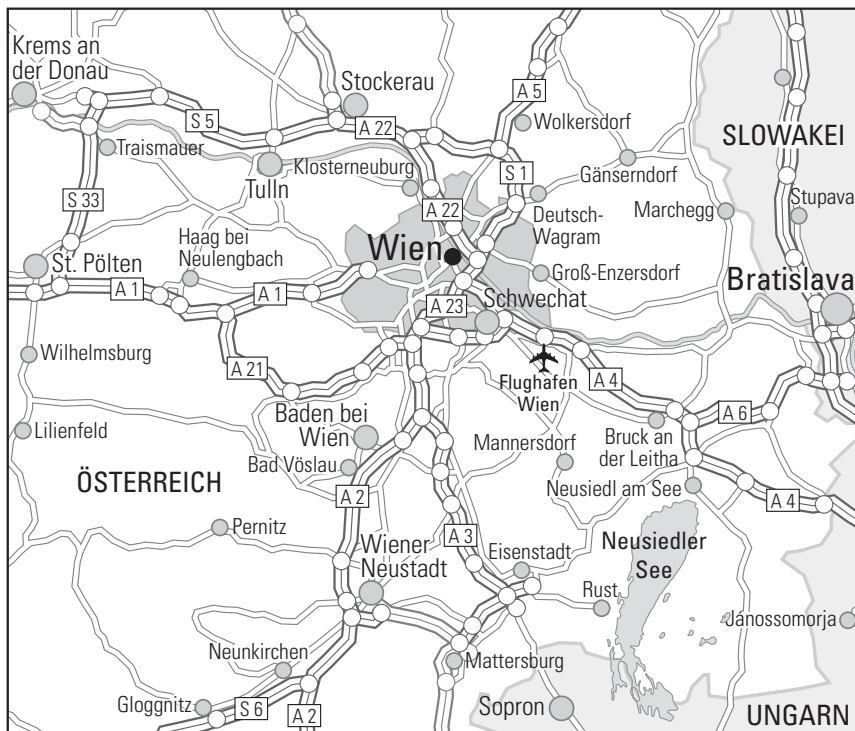 Krems an
der Donau
Stockerau
A 5
S 5
A 22
Wolkersdorf
SLOWAKEI
Traismauer
Klosterneuburg
Tulln
S 1
Gänserndorf
S 33
A 22
Deutsch-
Wagram
Marchegg
Stupava
Haag bei
Neulengbach
Wien
St. Pölten
Groß-Enzersdorf
A 1
A 1
A 23
Schwechat
Bratislava
Wilhelmsburg
A 21
Flughafen
Wien
A 4
A 6
Baden bei
Wien
Lilienfeld
Mannersdorf
Bruck an
der Leitha
Bad Vöslau
ÖSTERREICH
A 2
Neusiedl am See
A 4
Pernitz
Wiener
Neustadt
A 3
Eisenstadt
Neusiedler
See
Rust
Jánossomorja
Neunkirchen
Mattersburg
Gloggnitz
S 6
A 2
Sopron
UNGARN